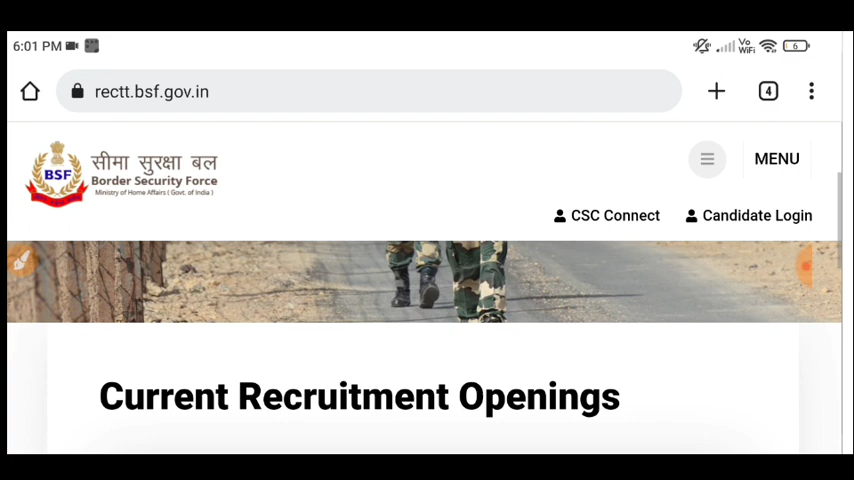 6:01 PM
Vo
WiFi
6
rectt.bsf.gov.in
4
BSF
सीमा सुरक्षा बल
Border Security Force
Ministry of Home Affairs ( Govt. of India )
MENU
CSC Connect
Candidate Login
Current Recruitment Openings